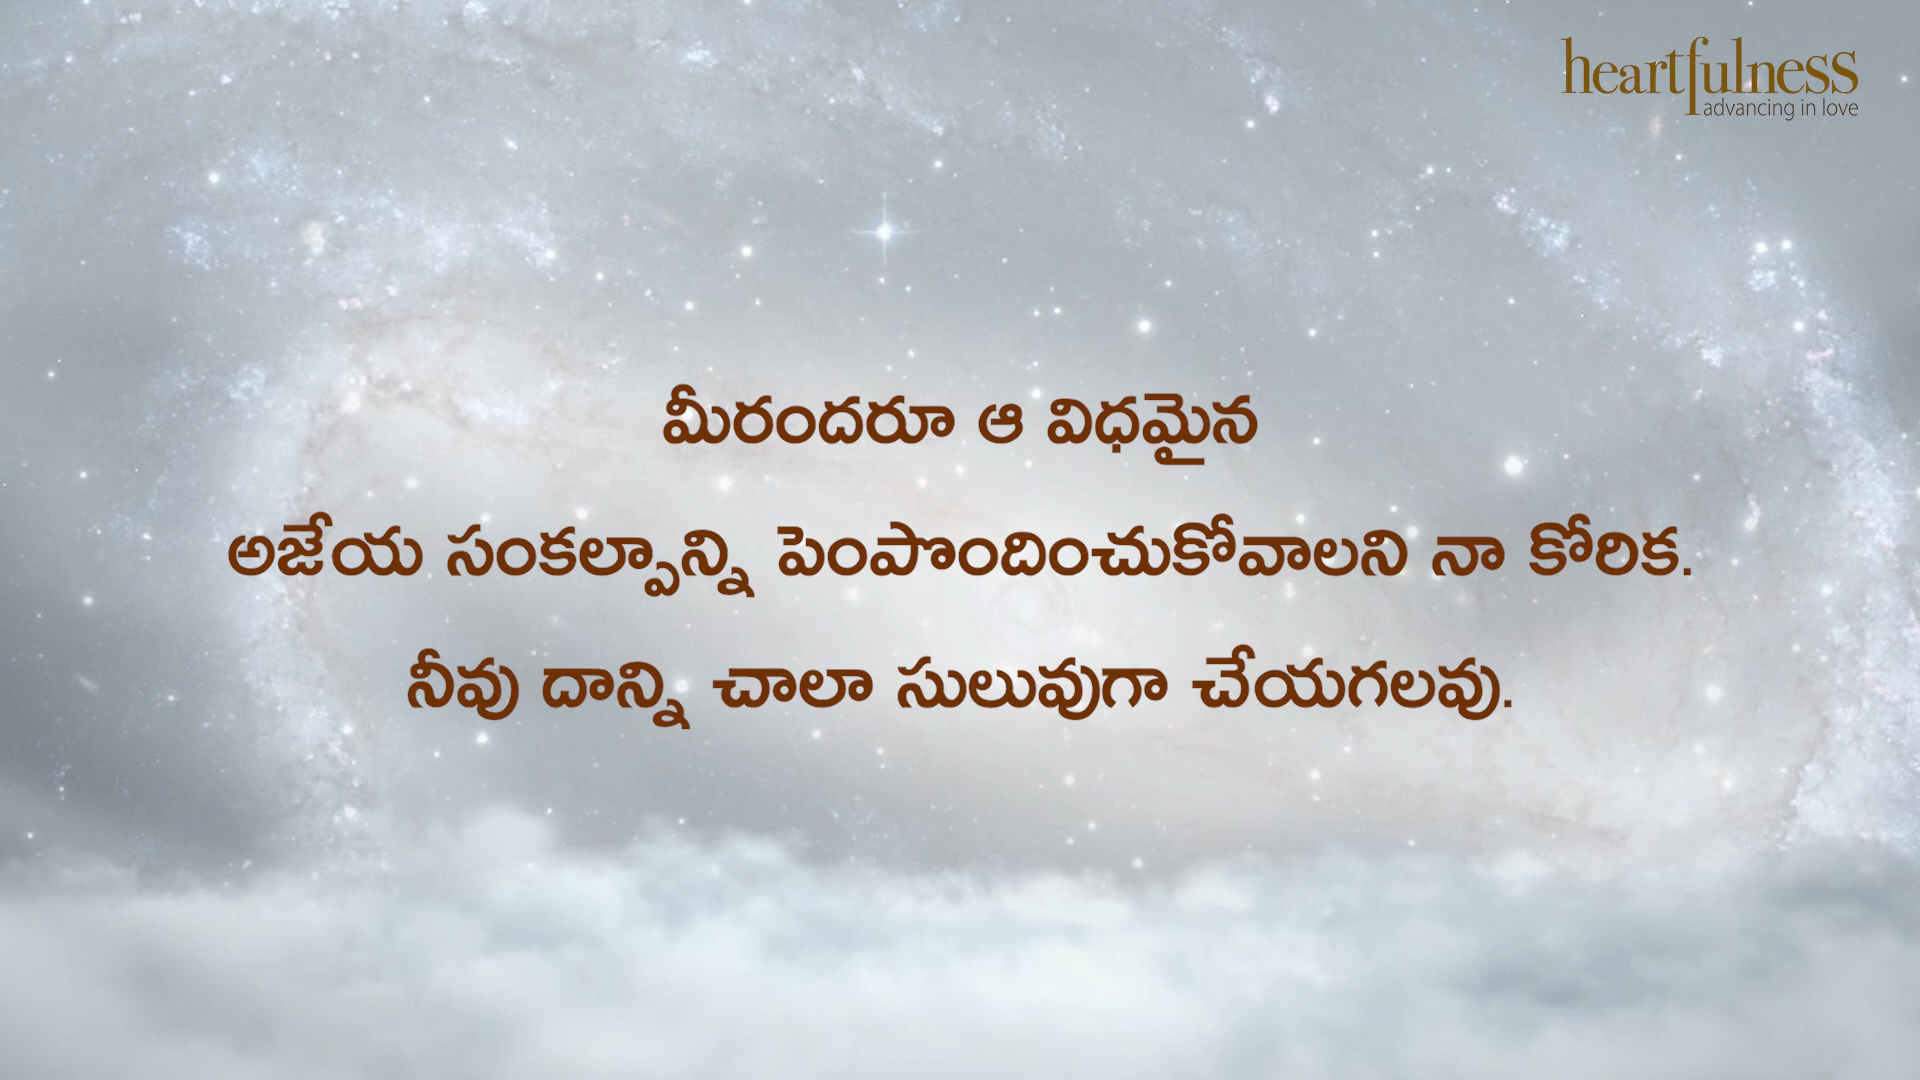 heartfulness
advancing in love
మీరందరూ ఆ విధమైన
అజేయ సంకల్పాన్ని పెంపొందించుకోవాలని నా కోరిక.
నీవు దాన్ని చాలా సులువుగా చేయగలవు.